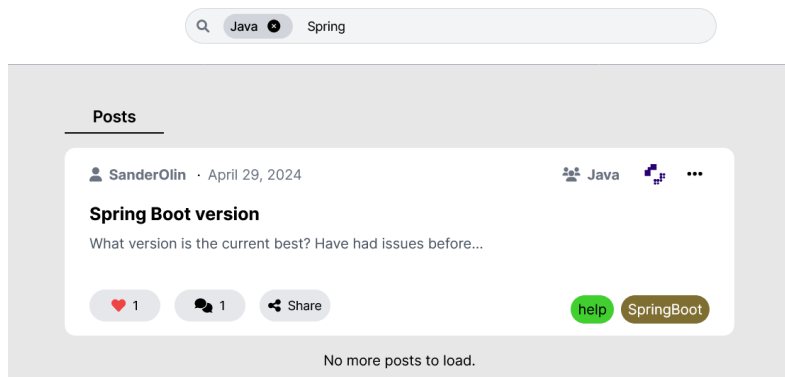 Java Spring
Posts
SanderOlin · April 29, 2024 Java
Spring Boot version
What version is the current best? Have had issues before...
1 1 Share help SpringBoot
No more posts to load.